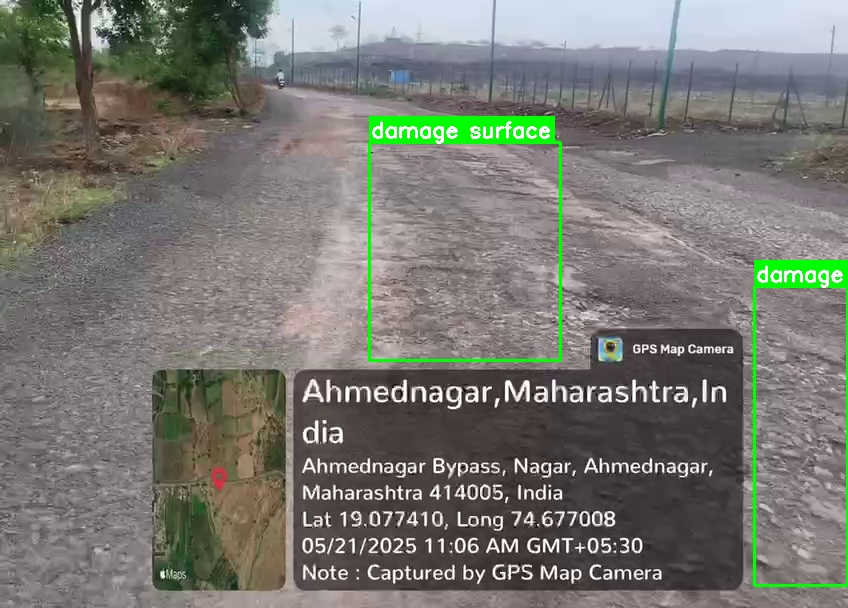 damage surface
damage
GPS Map Camera
Ahmednagar,Maharashtra,In
dia
Ahmednagar Bypass, Nagar, Ahmednagar,
Maharashtra 414005, India
Lat 19.077410, Long 74.677008
05/21/2025 11:06 AM GMT+05:30
Note : Captured by GPS Map Camera
Maps